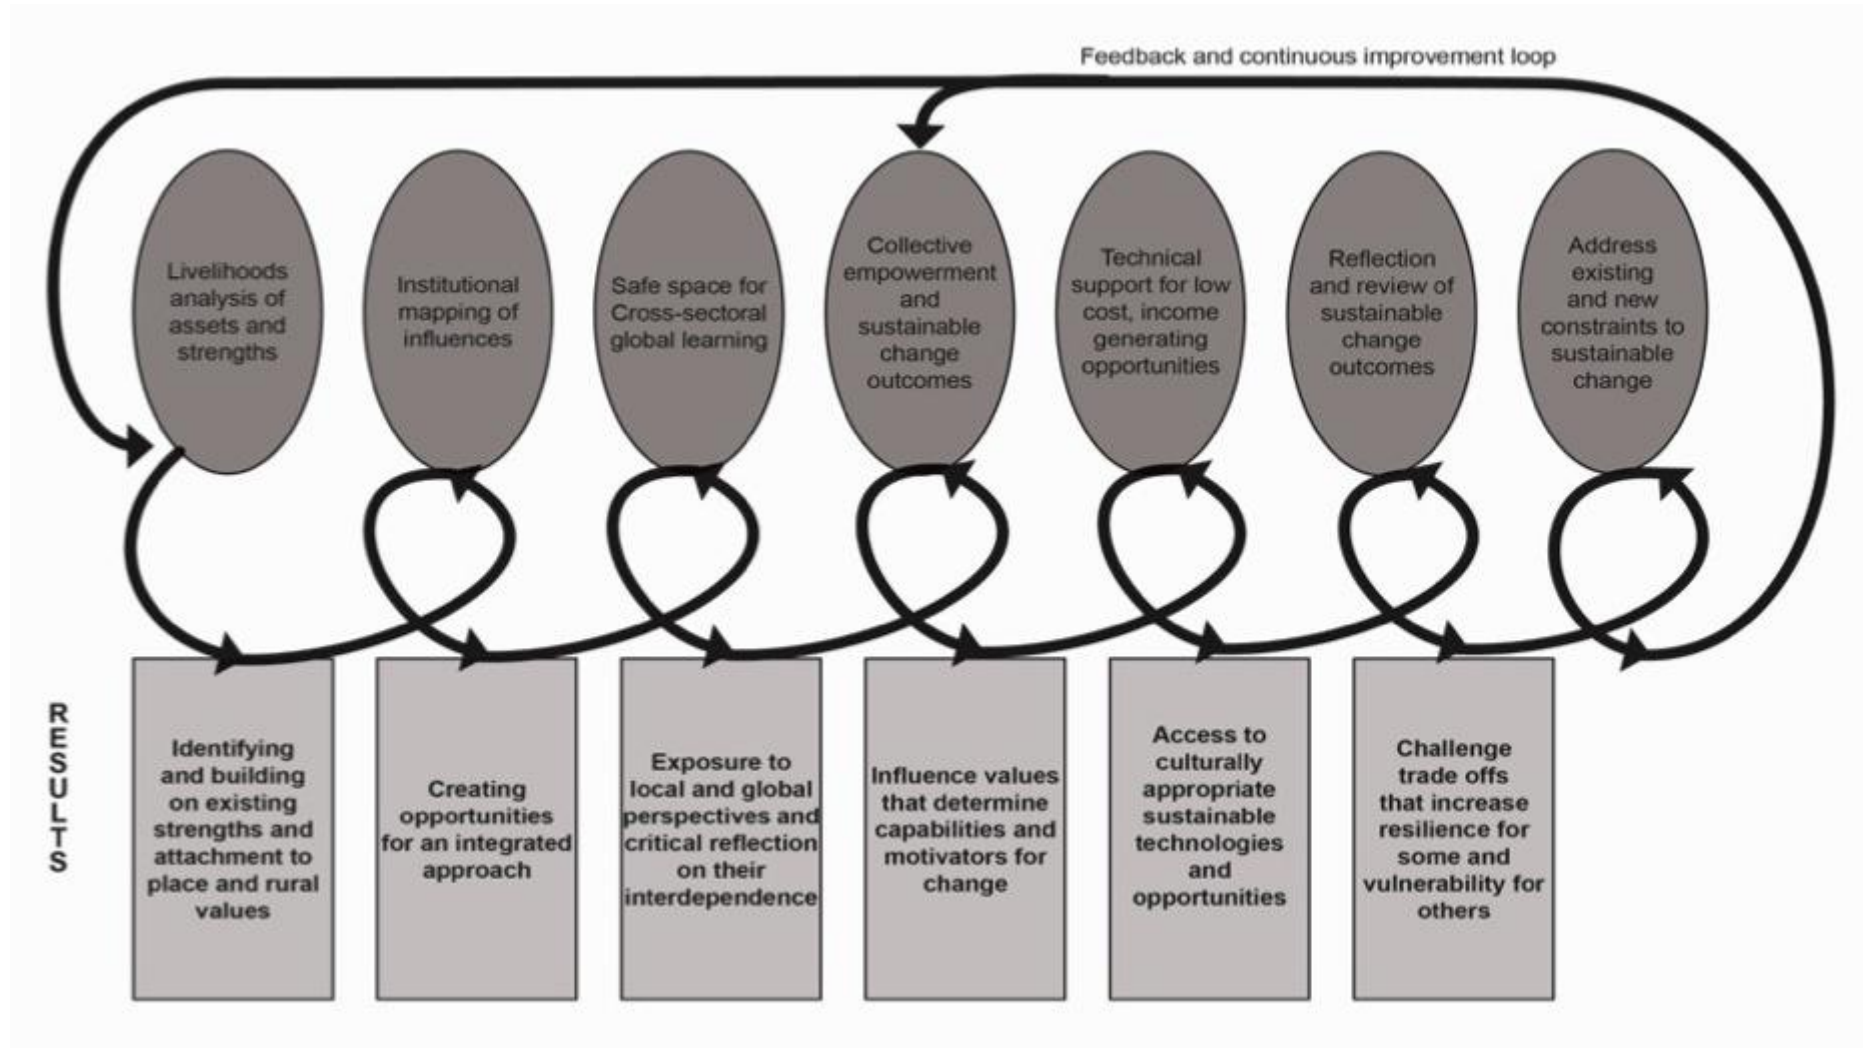 Feedback and continuous improvement loop
Livelihoods
analysis of
assets and
strengths
Institutional
mapping of
influences
Safe space for
Cross-sectoral
global learning
Collective
empowerment
and
sustainable
change
outcomes
Technical
support for low
cost, income
generating
opportunities
Reflection
and review of
sustainable
change
outcomes
Address
existing
and new
constraints to
sustainable
change
RESULTS
Identifying
and building
on existing
strengths and
attachment to
place and rural
values
Creating
opportunities
for an integrated
approach
Exposure to
local and global
perspectives and
critical reflection
on their
interdependence
Influence values
that determine
capabilities and
motivators for
change
Access to
culturally
appropriate
sustainable
technologies
and
opportunities
Challenge
trade offs
that increase
resilience for
some and
vulnerability for
others